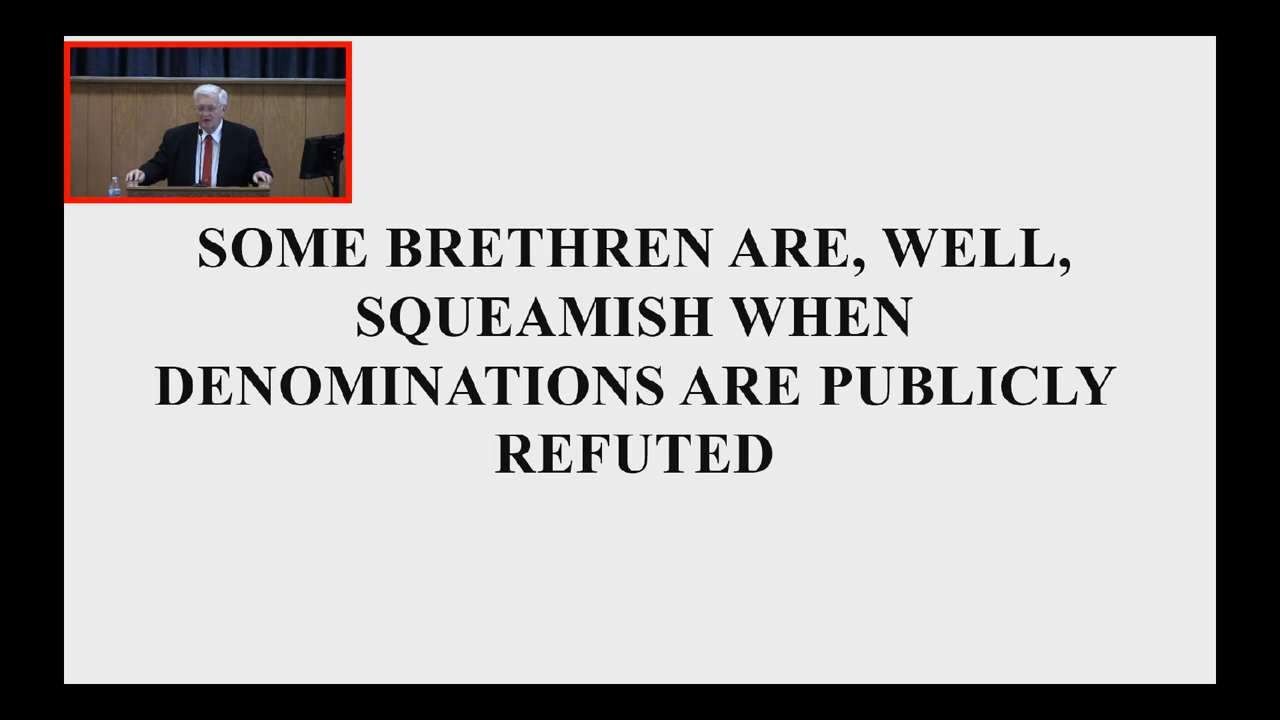 SOME BRETHREN ARE, WELL,
SQUEAMISH WHEN
DENOMINATIONS ARE PUBLICLY
REFUTED